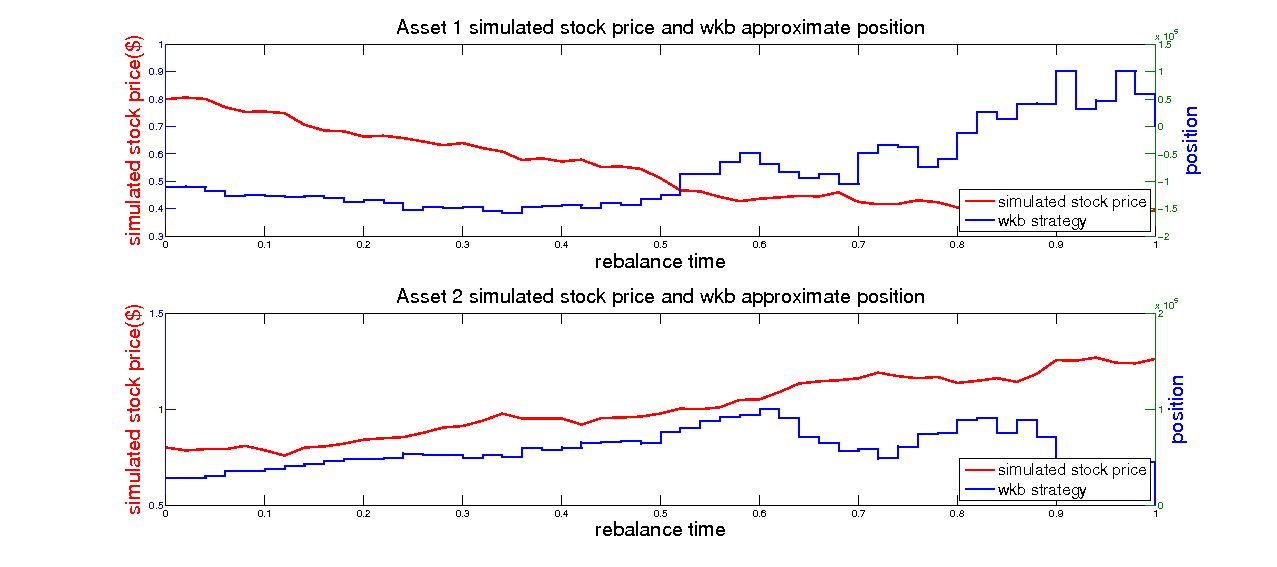 Asset 1 simulated stock price and wkb approximate position
x 10^5
simulated stock price($)
1
0.9
0.8
0.7
0.6
0.5
0.4
0.3
1.5
1
0.5
0
−0.5
−1
−1.5
−2
position
simulated stock price
wkb strategy
0 0.1 0.2 0.3 0.4 0.5 0.6 0.7 0.8 0.9 1
rebalance time
Asset 2 simulated stock price and wkb approximate position
x 10^5
simulated stock price($)
1.5
1
0.5
2
1
0
position
simulated stock price
wkb strategy
0 0.1 0.2 0.3 0.4 0.5 0.6 0.7 0.8 0.9 1
rebalance time